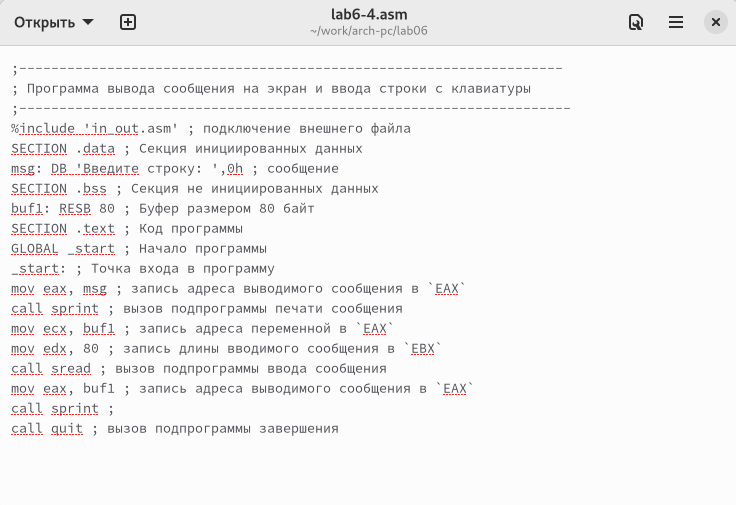 Открыть
lab6-4.asm
~/work/arch-pc/lab06
;--------------------------------------------------------------------
; Программа вывода сообщения на экран и ввода строки с клавиатуры
;---------------------------------------------------------------------
%include 'in_out.asm' ; подключение внешнего файла
SECTION .data ; Секция инициированных данных
msg: DB 'Введите строку: ',0h ; сообщение
SECTION .bss ; Секция не инициированных данных
buf1: RESB 80 ; Буфер размером 80 байт
SECTION .text ; Код программы
GLOBAL _start ; Начало программы
_start: ; Точка входа в программу
mov eax, msg ; запись адреса выводимого сообщения в `EAX`
call sprint ; вызов подпрограммы печати сообщения
mov ecx, buf1 ; запись адреса переменной в `EAX`
mov edx, 80 ; запись длины вводимого сообщения в `EBX`
call sread ; вызов подпрограммы ввода сообщения
mov eax, buf1 ; запись адреса выводимого сообщения в `EAX`
call sprint ;
call quit ; вызов подпрограммы завершения